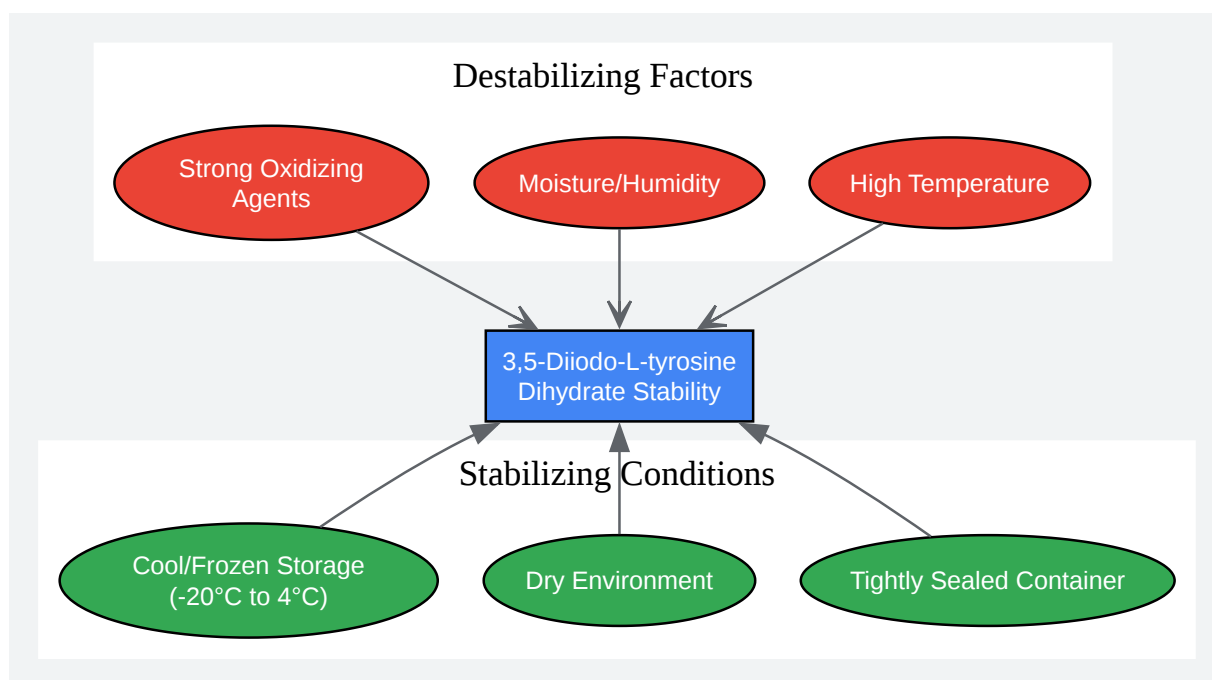 Destabilizing Factors
Strong Oxidizing
Agents
Moisture/Humidity
High Temperature
3,5-Diiodo-L-tyrosine
Dihydrate Stability
Stabilizing Conditions
Cool/Frozen Storage
(-20°C to 4°C)
Dry Environment
Tightly Sealed Container